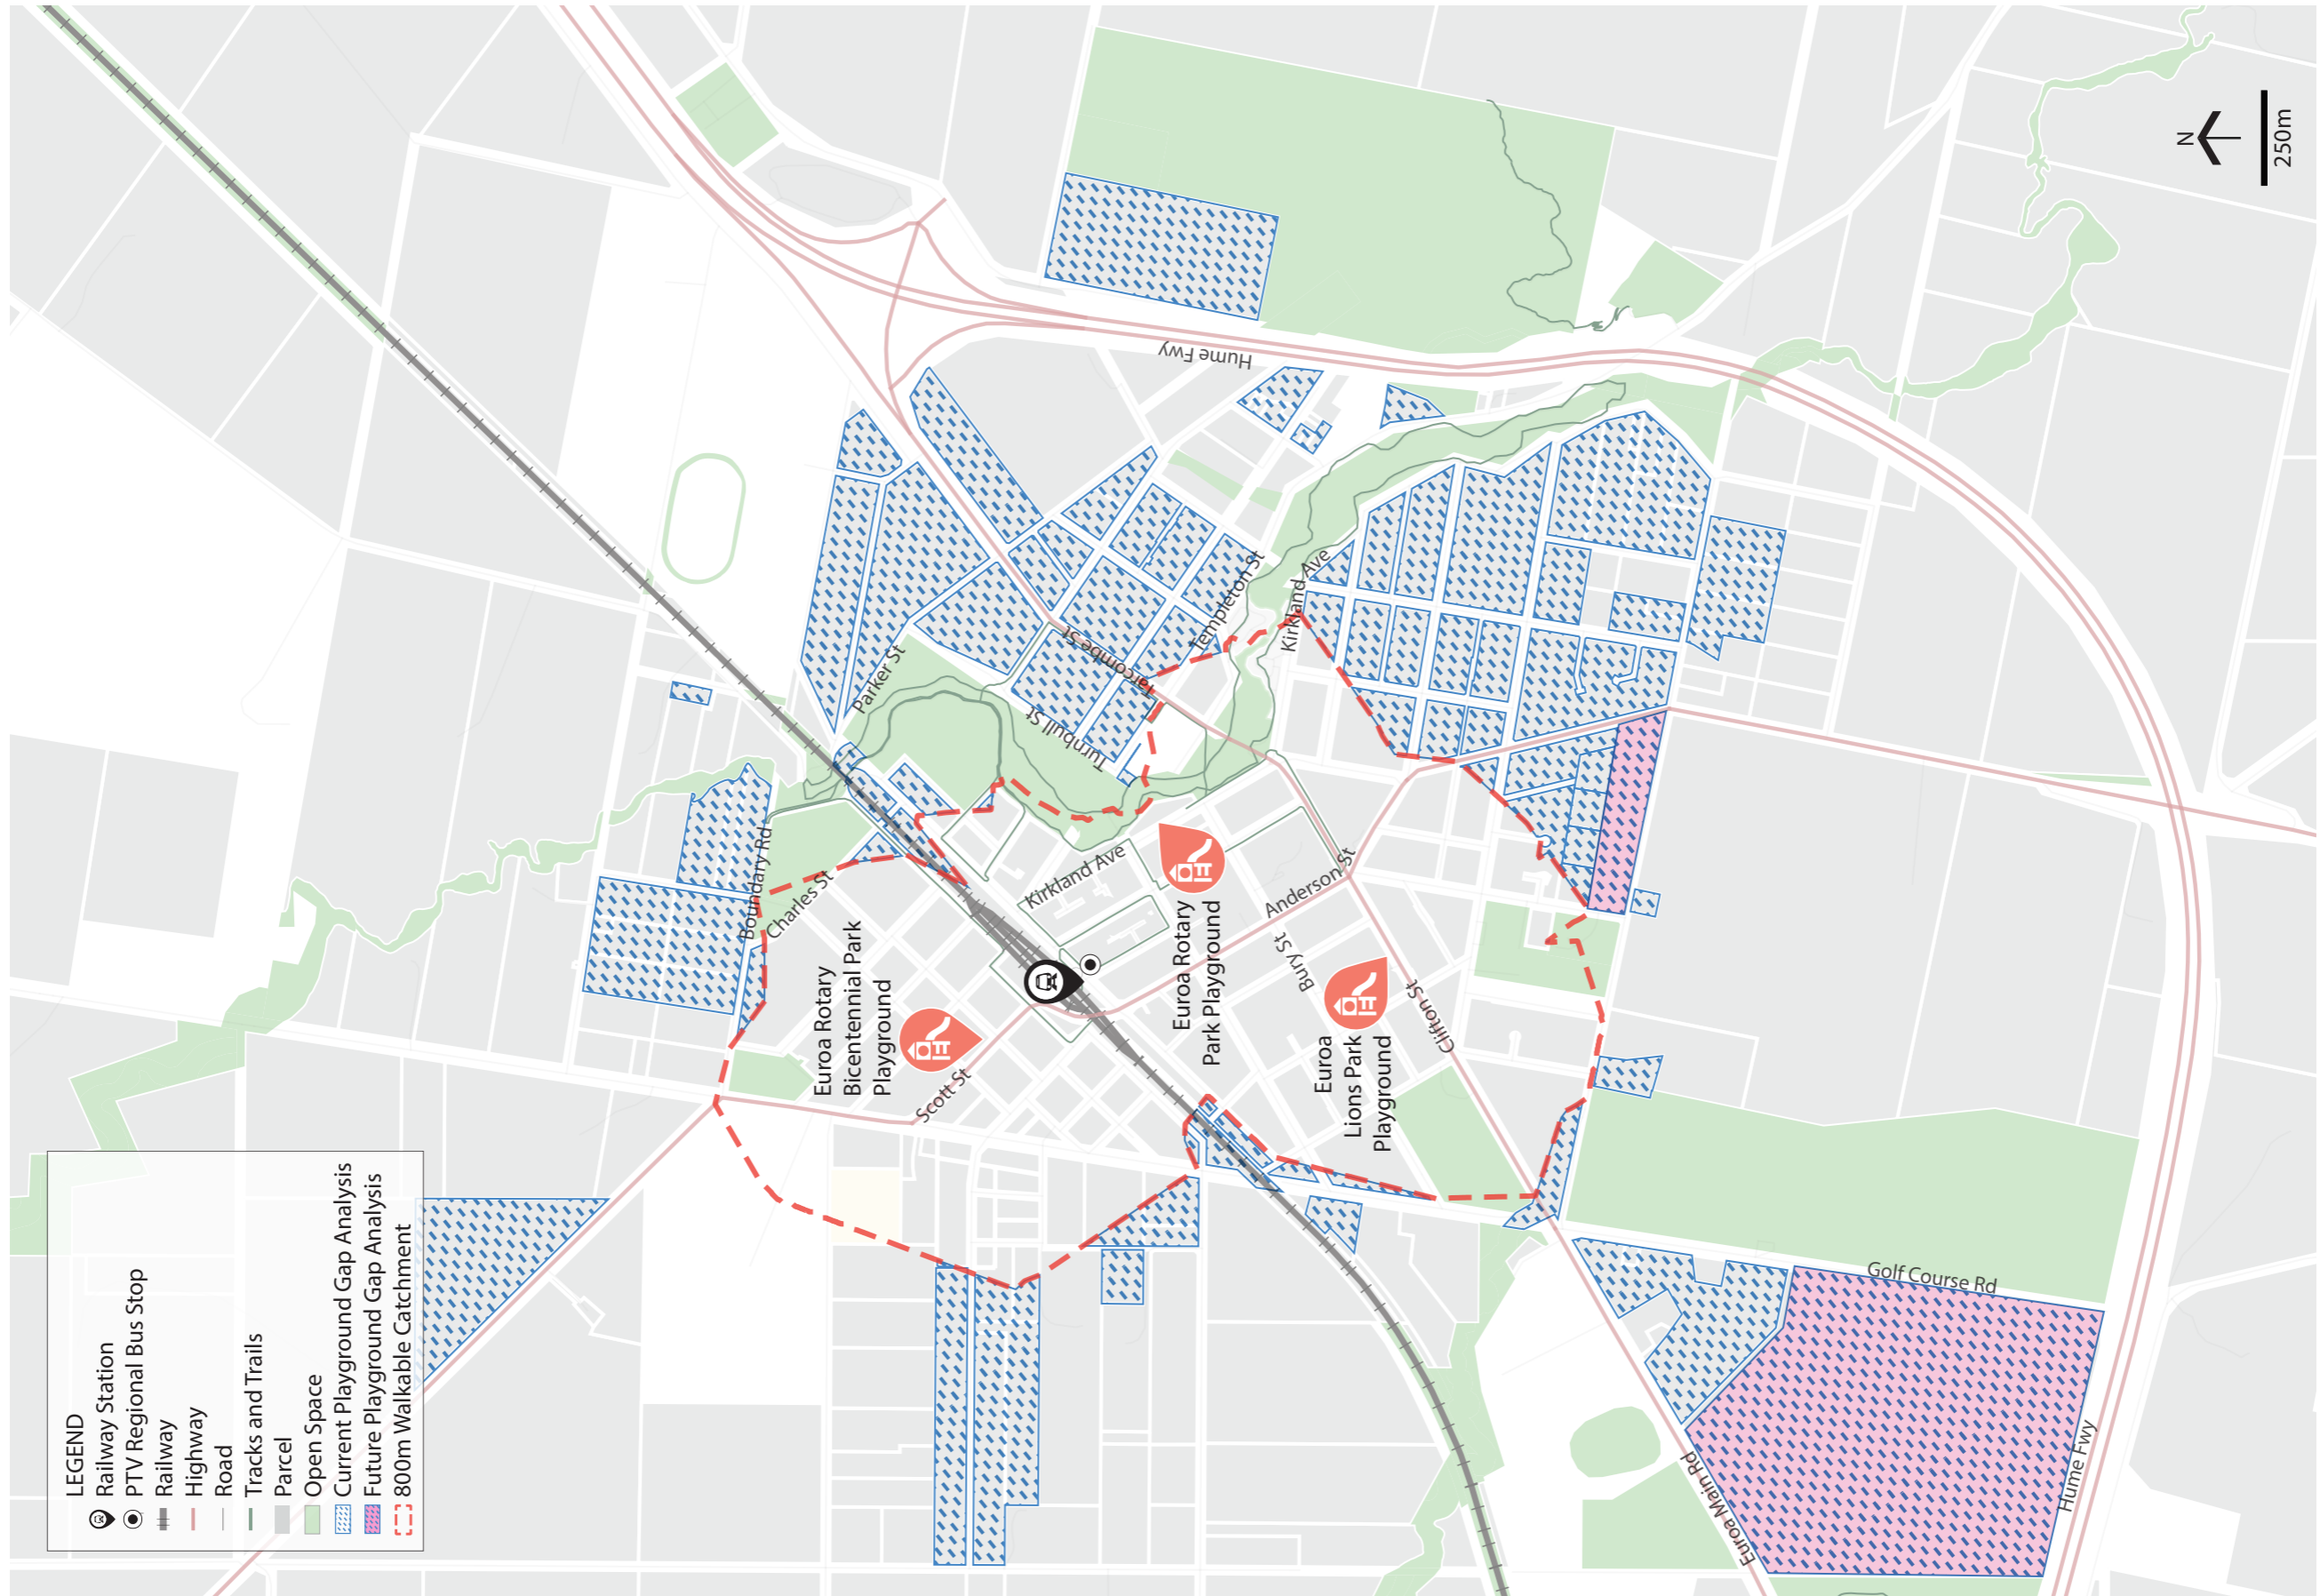 LEGEND
Railway Station
PTV Regional Bus Stop
Railway
Highway
Road
Tracks and Trails
Parcel
Open Space
Current Playground Gap Analysis
Future Playground Gap Analysis
800m Walkable Catchment
Boundary Rd
Charles St
Euroa Rotary
Bicentennial Park
Playground
Scott St
Parker St
Turnbull St
Tarcombe St
Templeton St
Kirkland Ave
Kirkland Ave
Hume Fwy
Euroa Rotary
Park Playground
Anderson St
Bury St
Euroa
Lions Park
Playground
Clifton St
Golf Course Rd
Euroa Main Rd
Hume Fwy
N
250m